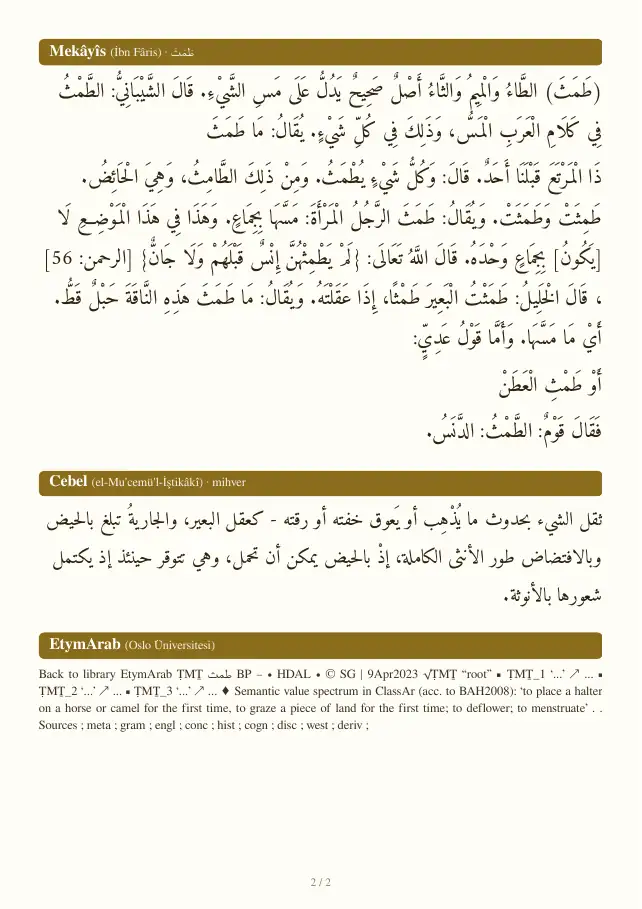 Mekâyîs (İbn Fâris) · طَمَثَ
(طَمَثَ) الطَّاءُ وَالْمِيمُ وَالثَّاءُ أَصْلٌ صَحِيحٌ يَدُلُّ عَلَى مَسِ الشَّيْءِ. قَالَ الشَّيْبَانِيُّ: الطَّمْثُ
فِي كَلَامِ الْعَرَبِ الْمَسُّ، وَذَلِكَ فِي كُلِّ شَيْءٍ. يُقَالُ: مَا طَمَثَ
ذَا الْمَرْتَعَ قَبْلَنَا أَحَدٌ. قَالَ: وَكُلُّ شَيْءٍ يُطْمَثُ. وَمِنْ ذَلِكَ الطَّامِثُ، وَهِيَ الْحَائِضُ.
طَمِثَتْ وَطَمَثَتْ. وَيُقَالُ: طَمَثَ الرَّجُلُ الْمَرْأَةَ: مَسَّهَا بِجِمَاعٍ. وَهَذَا فِي هَذَا الْمَوْضِعِ لَا
[يَكُونُ] بِجِمَاعٍ وَحْدَهُ. قَالَ اللَّهُ تَعَالَى: {لَمْ يَطْمِثْهُنَّ إِنْسٌ قَبْلَهُمْ وَلَا جَانٌّ} [الرحمن: 56]
، قَالَ الْخَلِيلُ: طَمَثْتُ الْبَعِيرَ طَمْثًا، إِذَا عَقَلْتَهُ. وَيُقَالُ: مَا طَمَثَ هَذِهِ النَّاقَةَ حَبْلٌ قَطُّ.
أَيْ مَا مَسَّهَا. وَأَمَّا قَوْلُ عَدِيٍّ:
أَوْ طَمْثِ الْعَطَنْ
فَقَالَ قَوْمٌ: الطَّمْثُ: الدَّنَسُ.
Cebel (el-Mu'cemü'l-İştikâkî) · mihver
ثقل الشيء بحدوث ما يُذْهِب أو يَعوق خفته أو رقته - كعقل البعير، والجاريةُ تبلغ بالحيض
وبالافتضاض طور الأنثى الكاملة، إذْ بالحيض يمكن أن تحمل، وهي تتوقر حينئذ إذ يكتمل
شعورها بالأنوثة.
EtymArab (Oslo Üniversitesi)
Back to library EtymArab ṬMṮ طمث BP – • HDAL • © SG | 9Apr2023 √ṬMṮ “root” ▪ ṬMṮ_1 ‘...’ ↗ ... ▪
ṬMṮ_2 ‘...’ ↗ ... ▪ ṬMṮ_3 ‘...’ ↗ ... ♦ Semantic value spectrum in ClassAr (acc. to BAH2008): ‘to place a halter
on a horse or camel for the first time, to graze a piece of land for the first time; to deflower; to menstruate’ . .
Sources ; meta ; gram ; engl ; conc ; hist ; cogn ; disc ; west ; deriv ;
2 / 2